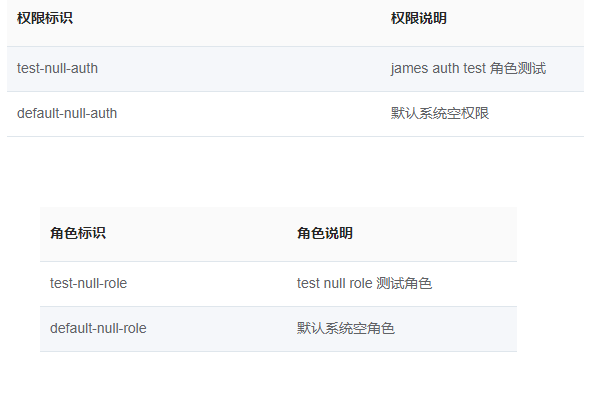 权限标识 权限说明
test-null-auth james auth test 角色测试
default-null-auth 默认系统空权限
角色标识 角色说明
test-null-role test null role 测试角色
default-null-role 默认系统空角色